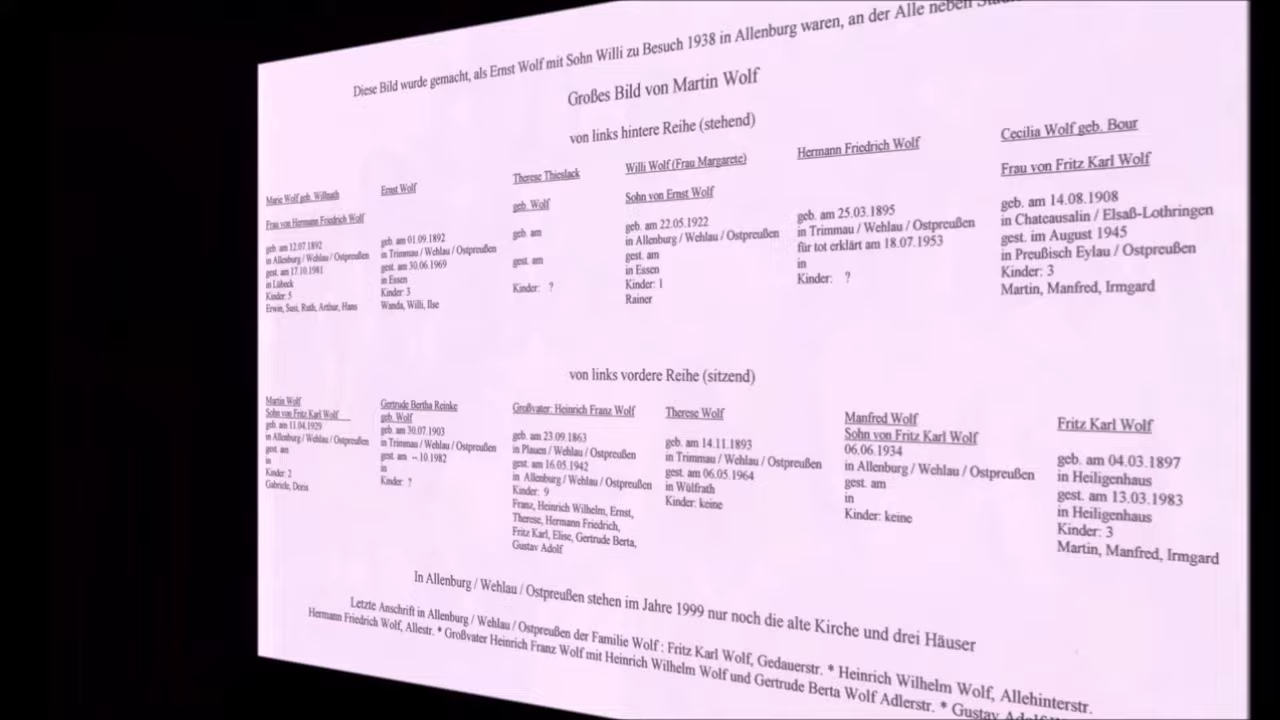 Diese Bild wurde gemacht, als Ernst Wolf mit Sohn Willi zu Besuch 1938 in Allenburg waren, an der Alle neben
Großes Bild von Martin Wolf
von links hintere Reihe (stehend)
Marie Wolf geb. Willnath
Frau von Hermann Friedrich Wolf
geb. am 12.07.1892
in Allenburg / Wehlau / Ostpreußen
gest. am 17.10.1981
in Lübeck
Kinder: 5
Erwin, Susi, Ruth, Arthur, Hans
Ernst Wolf
geb. am 01.09.1892
in Trimmau / Wehlau / Ostpreußen
gest. am 30.06.1969
in Essen
Kinder 3
Wanda, Willi, Ilse
Therese Thieslack
geb. Wolf
geb. am
gest. am
Kinder: ?
Willi Wolf (Frau Margarete)
Sohn von Ernst Wolf
geb. am 22.05.1922
in Allenburg / Wehlau / Ostpreußen
gest. am
in Essen
Kinder: 1
Rainer
Hermann Friedrich Wolf
geb. am 25.03.1895
in Trimmau / Wehlau / Ostpreußen
für tot erklärt am 18.07.1953
in
Kinder: ?
Cecilia Wolf geb. Bour
Frau von Fritz Karl Wolf
geb. am 14.08.1908
in Chateausalin / Elsaß-Lothringen
gest. im August 1945
in Preußisch Eylau / Ostpreußen
Kinder: 3
Martin, Manfred, Irmgard
von links vordere Reihe (sitzend)
Martin Wolf
Sohn von Fritz Karl Wolf
geb. am 11.04.1929
in Allenburg / Wehlau / Ostpreußen
gest. am
in
Kinder: 2
Gabriele, Doris
Gertrude Bertha Reinke
geb. Wolf
geb. am 30.07.1903
in Trimmau / Wehlau / Ostpreußen
gest. am --.10.1982
in
Kinder: ?
Großvater: Heinrich Franz Wolf
geb. am 23.09.1863
in Plauen / Wehlau / Ostpreußen
gest. am 16.05.1942
in Allenburg / Wehlau / Ostpreußen
Kinder: 9
Franz, Heinrich Wilhelm, Ernst,
Therese, Hermann Friedrich,
Fritz Karl, Elise, Gertrude Berta,
Gustav Adolf
Therese Wolf
geb. am 14.11.1893
in Trimmau / Wehlau / Ostpreußen
gest. am 06.05.1964
in Wülfrath
Kinder: keine
Manfred Wolf
Sohn von Fritz Karl Wolf
06.06.1934
in Allenburg / Wehlau / Ostpreußen
gest. am
in
Kinder: keine
Fritz Karl Wolf
geb. am 04.03.1897
in Heiligenhaus
gest. am 13.03.1983
in Heiligenhaus
Kinder: 3
Martin, Manfred, Irmgard
In Allenburg / Wehlau / Ostpreußen stehen im Jahre 1999 nur noch die alte Kirche und drei Häuser
Letzte Anschrift in Allenburg / Wehlau / Ostpreußen der Familie Wolf : Fritz Karl Wolf, Gedauerstr. * Heinrich Wilhelm Wolf, Allehinterstr.
Hermann Friedrich Wolf, Allestr. * Großvater Heinrich Franz Wolf mit Heinrich Wilhelm Wolf und Gertrude Berta Wolf Adlerstr. * Gustav